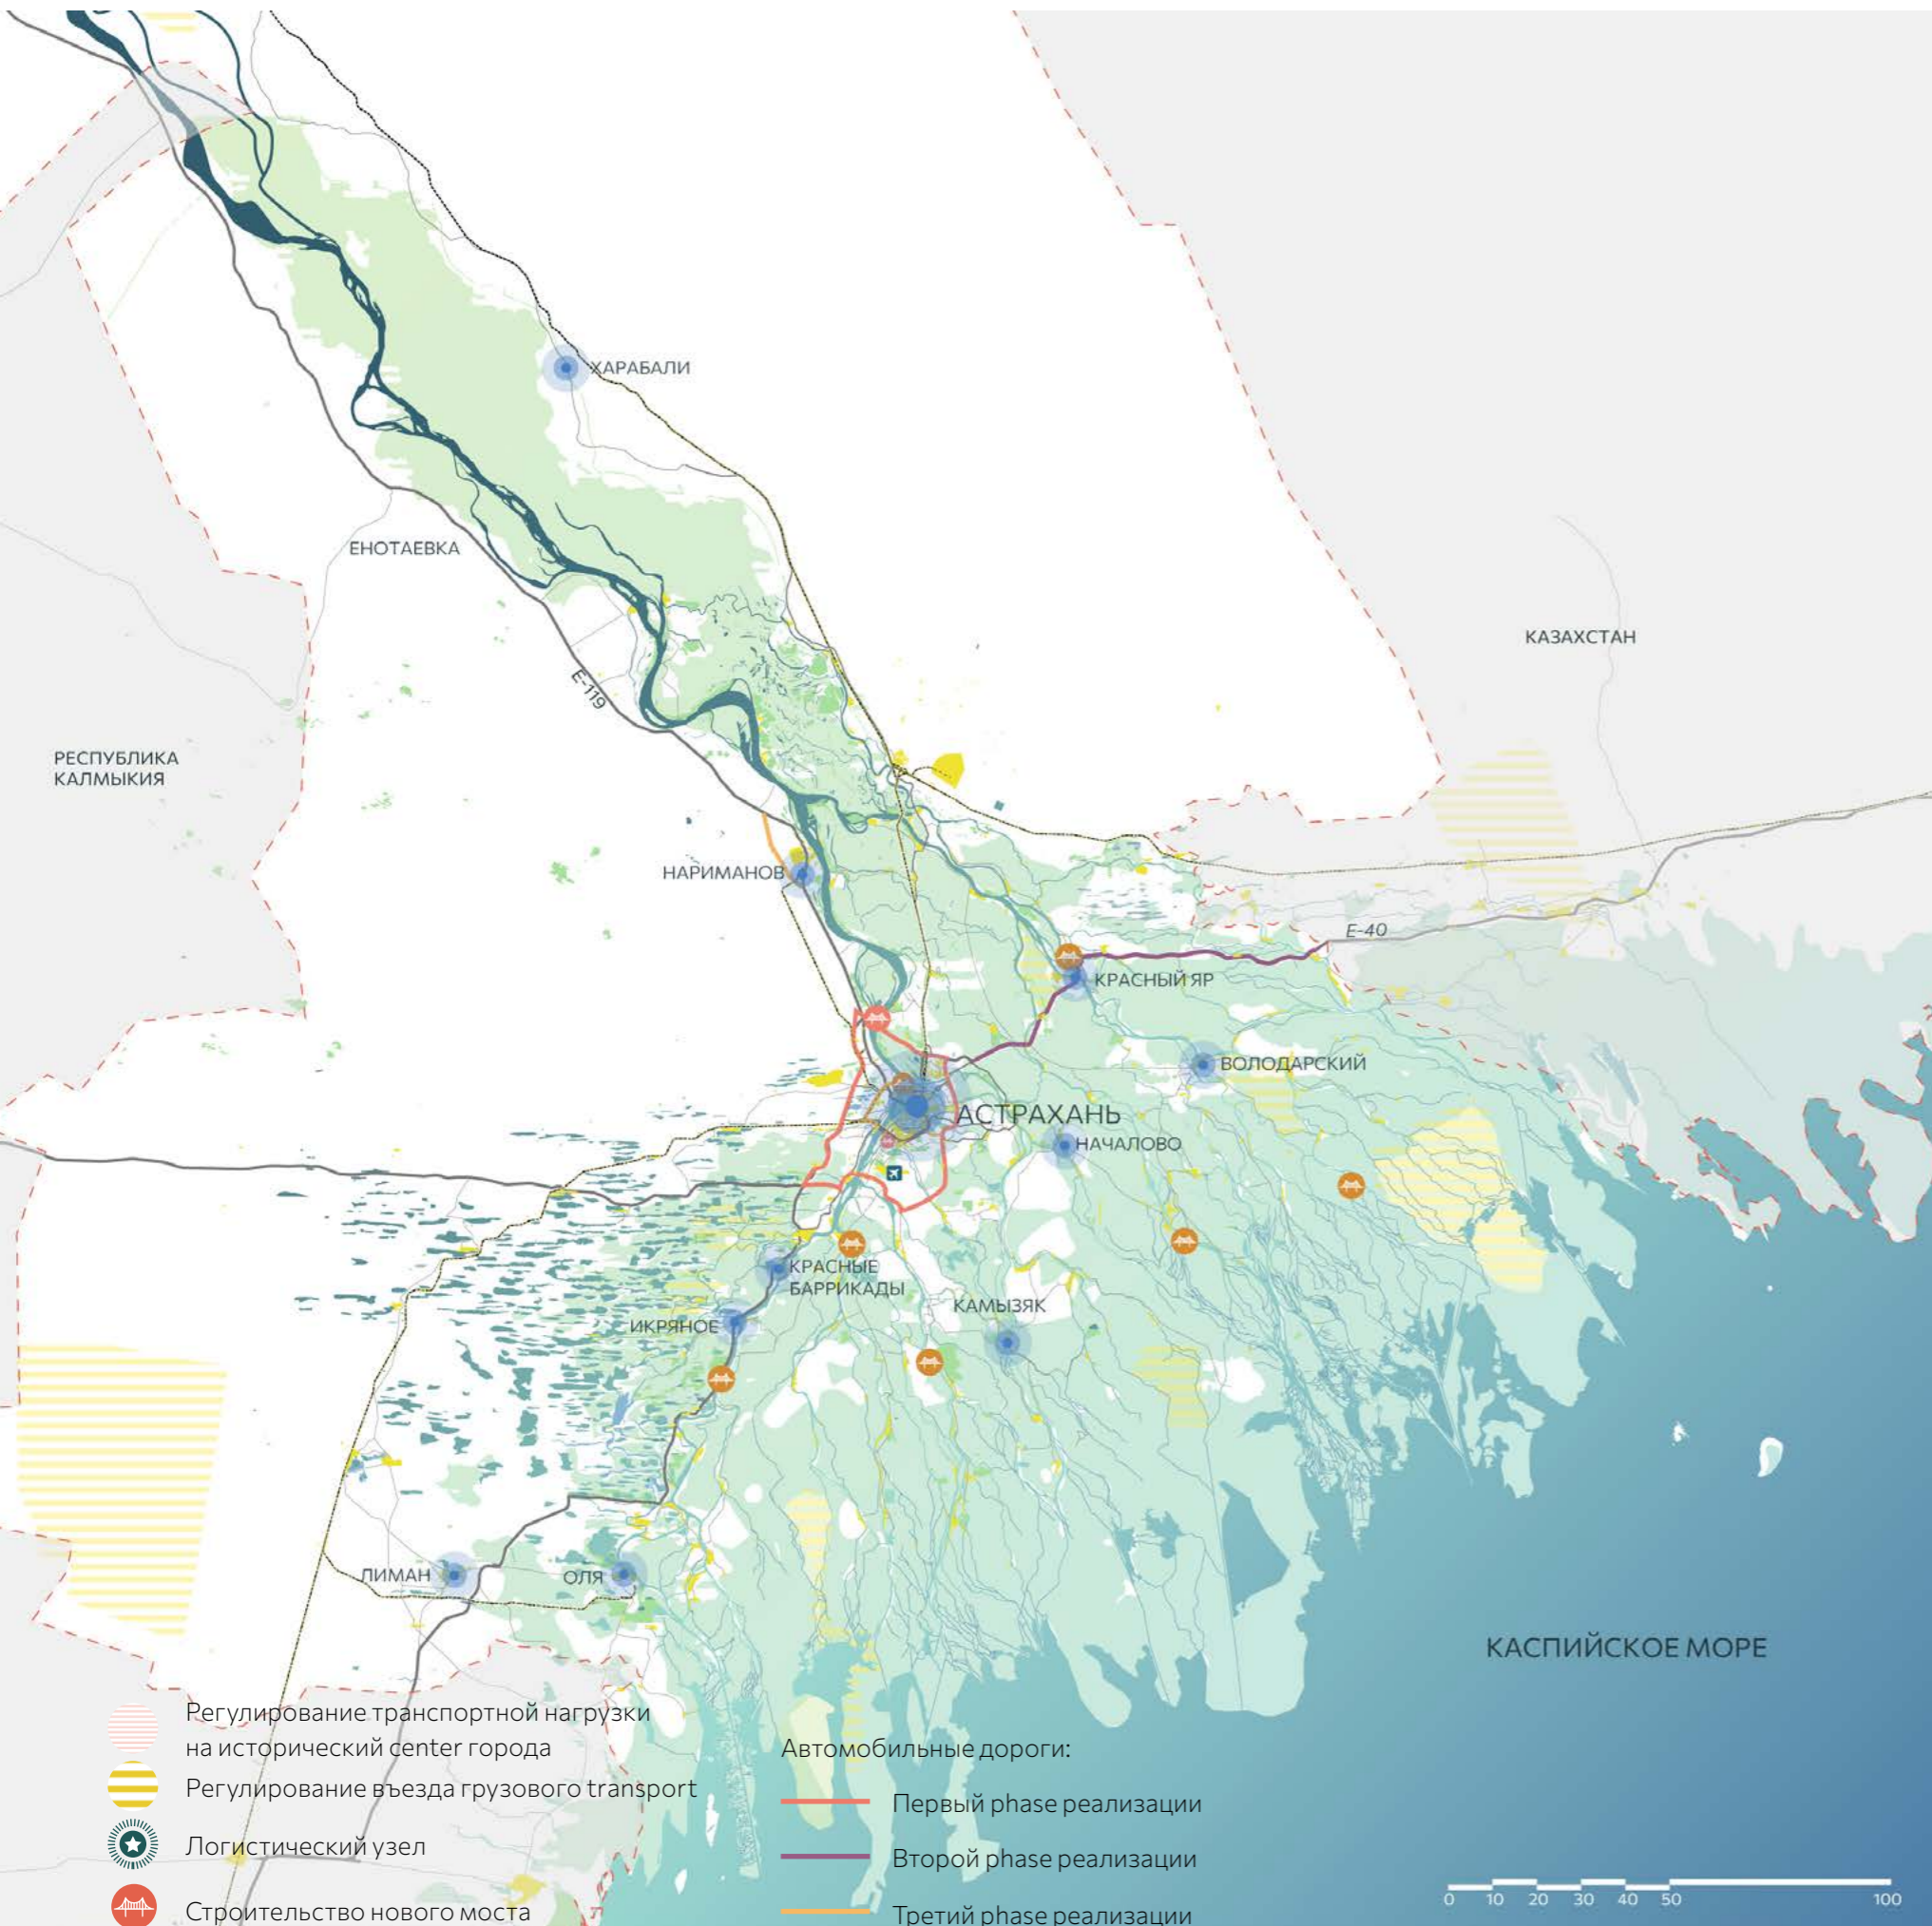 ХАРАБАЛИ
ЕНОТАЕВКА
КАЗАХСТАН
E-119
РЕСПУБЛИКА
КАЛМЫКИЯ
НАРИМАНОВ
E-40
КРАСНЫЙ ЯР
ВОЛОДАРСКИЙ
АСТРАХАНЬ
НАЧАЛОВО
КРАСНЫЕ
БАРРИКАДЫ
КАМЫЗЯК
ИКРЯНОЕ
ЛИМАН
ОЛЯ
КАСПИЙСКОЕ МОРЕ
Регулирование транспортной нагрузки
на исторический center города
Регулирование въезда грузового transport
Логистический узел
Строительство нового моста
Автомобильные дороги:
Первый phase реализации
Второй phase реализации
Третий phase реализации
0 10 20 30 40 50 100